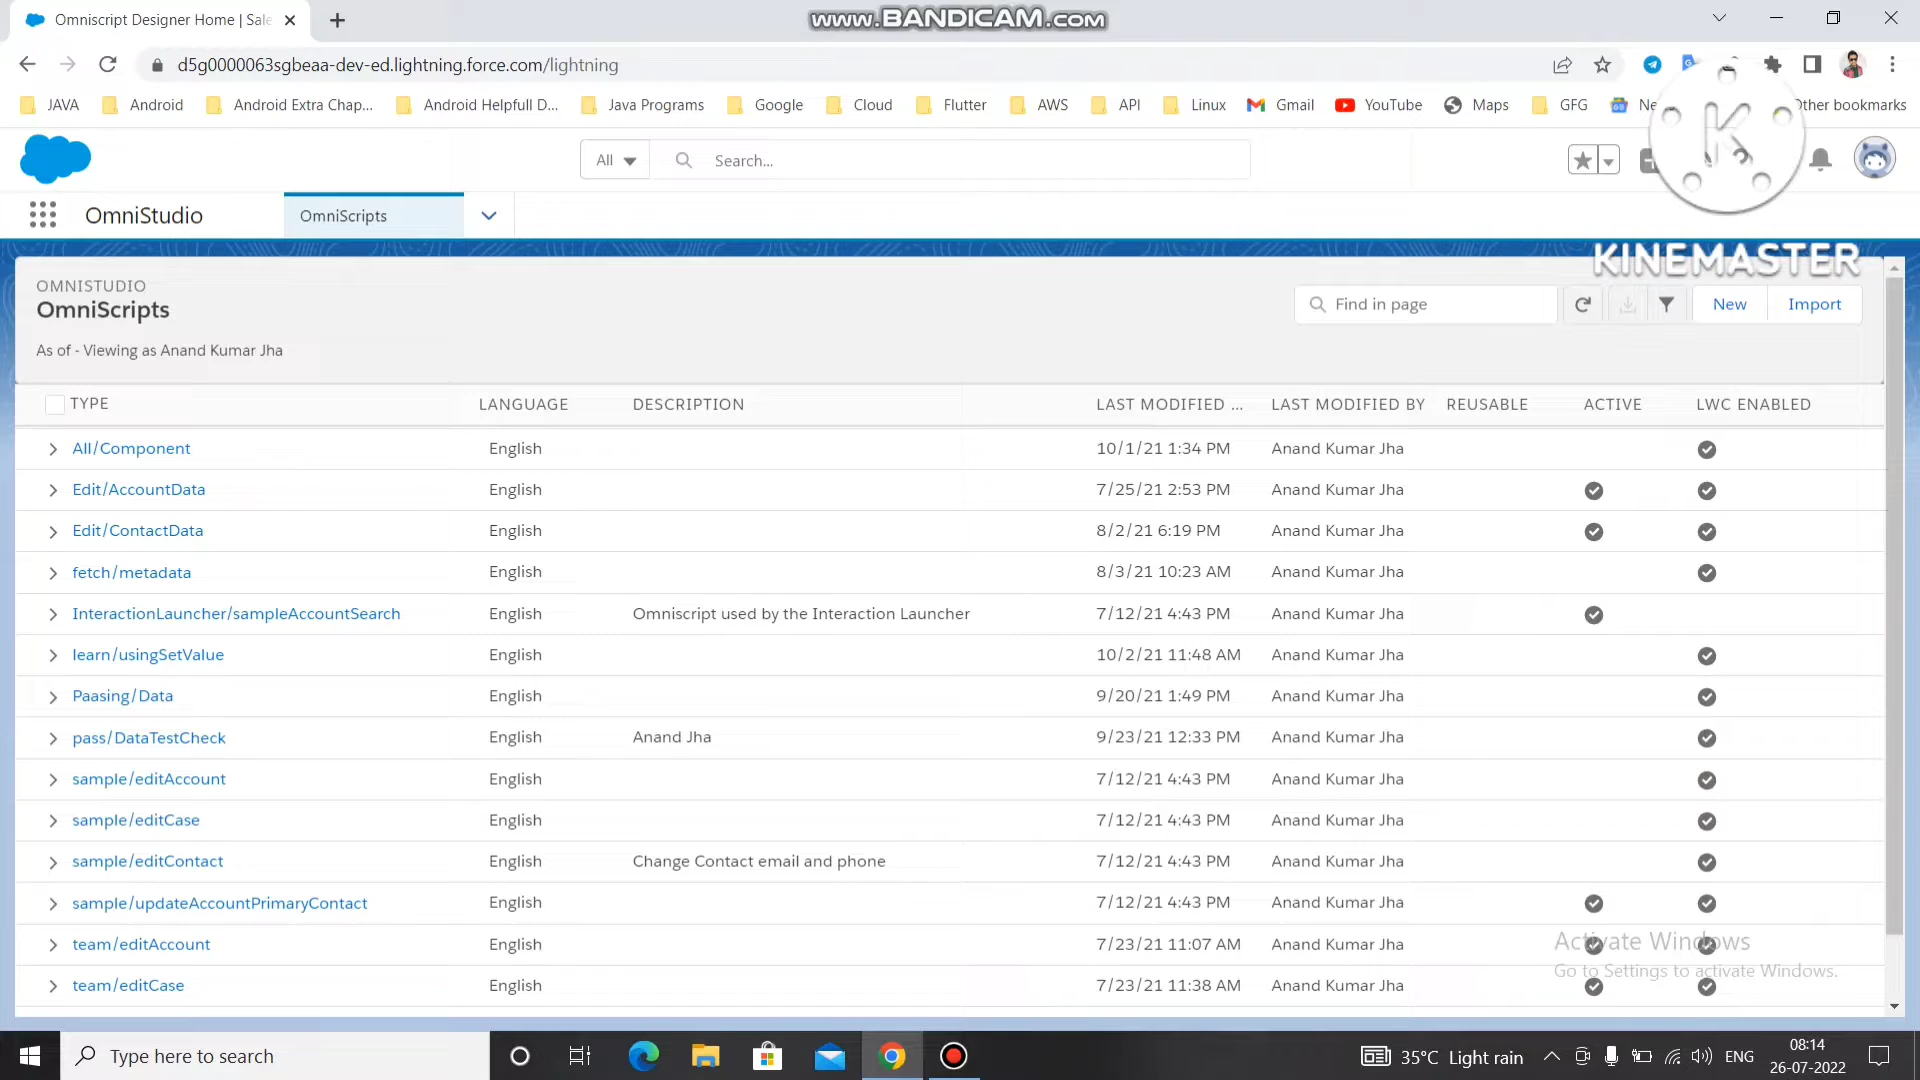 Omniscript Designer Home | Sale
www.BANDICAM.com
d5g0000063sgbeaa-dev-ed.lightning.force.com/lightning
JAVA Android Android Extra Chap... Android Helpfull D... Java Programs Google Cloud Flutter AWS API Linux Gmail YouTube Maps GFG Other bookmarks
K
All Search...
OmniStudio OmniScripts
KINEMASTER
OMNISTUDIO
OmniScripts
Find in page New Import
As of - Viewing as Anand Kumar Jha
TYPE LANGUAGE DESCRIPTION LAST MODIFIED ... LAST MODIFIED BY REUSABLE ACTIVE LWC ENABLED
All/Component English 10/1/21 1:34 PM Anand Kumar Jha
Edit/AccountData English 7/25/21 2:53 PM Anand Kumar Jha
Edit/ContactData English 8/2/21 6:19 PM Anand Kumar Jha
fetch/metadata English 8/3/21 10:23 AM Anand Kumar Jha
InteractionLauncher/sampleAccountSearch English Omniscript used by the Interaction Launcher 7/12/21 4:43 PM Anand Kumar Jha
learn/usingSetValue English 10/2/21 11:48 AM Anand Kumar Jha
Paasing/Data English 9/20/21 1:49 PM Anand Kumar Jha
pass/DataTestCheck English Anand Jha 9/23/21 12:33 PM Anand Kumar Jha
sample/editAccount English 7/12/21 4:43 PM Anand Kumar Jha
sample/editCase English 7/12/21 4:43 PM Anand Kumar Jha
sample/editContact English Change Contact email and phone 7/12/21 4:43 PM Anand Kumar Jha
sample/updateAccountPrimaryContact English 7/12/21 4:43 PM Anand Kumar Jha
team/editAccount English 7/23/21 11:07 AM Anand Kumar Jha
Activate Windows
Go to Settings to activate Windows.
team/editCase English 7/23/21 11:38 AM Anand Kumar Jha
Type here to search 35°C Light rain ENG 08:14
26-07-2022